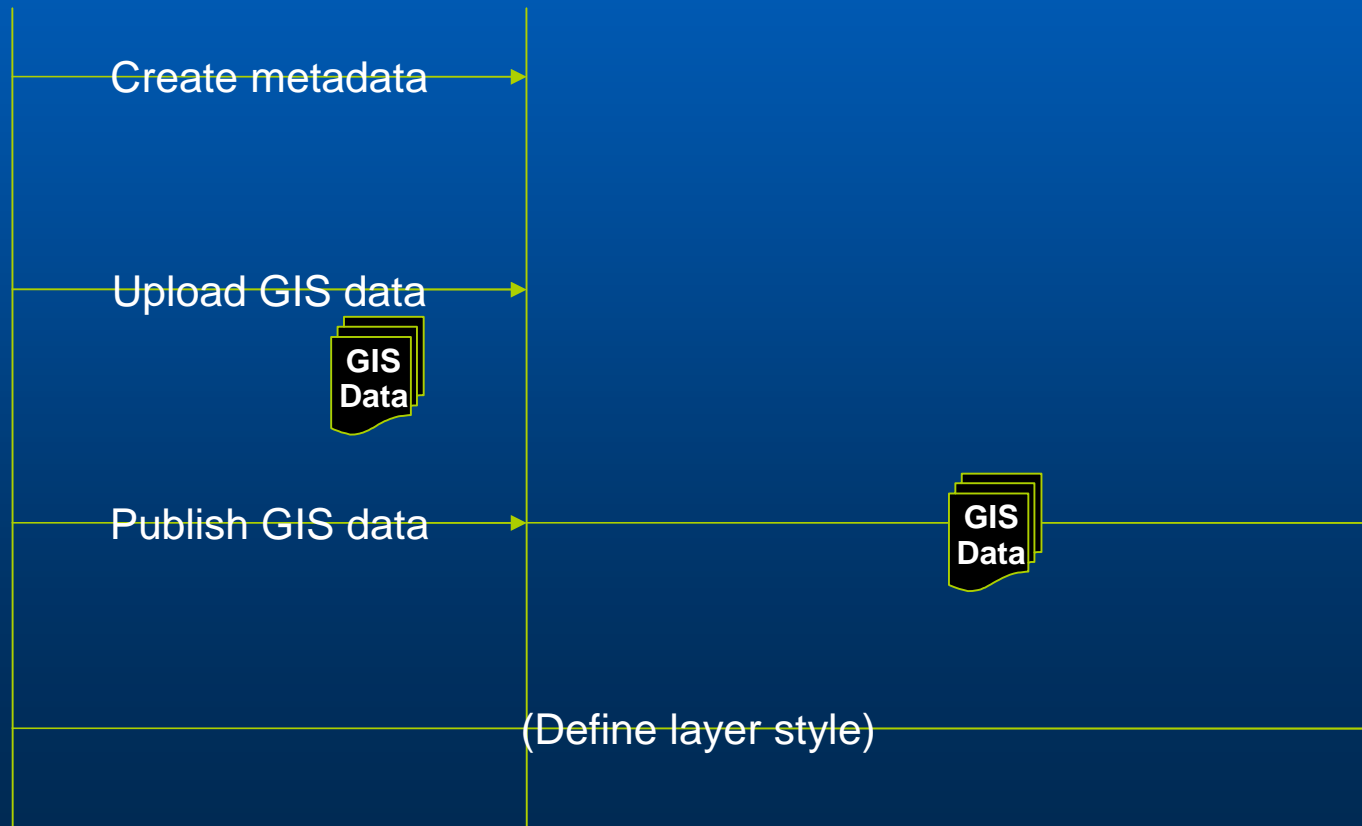 Create metadata
Upload GIS data
GIS
Data
Publish GIS data
GIS
Data
(Define layer style)